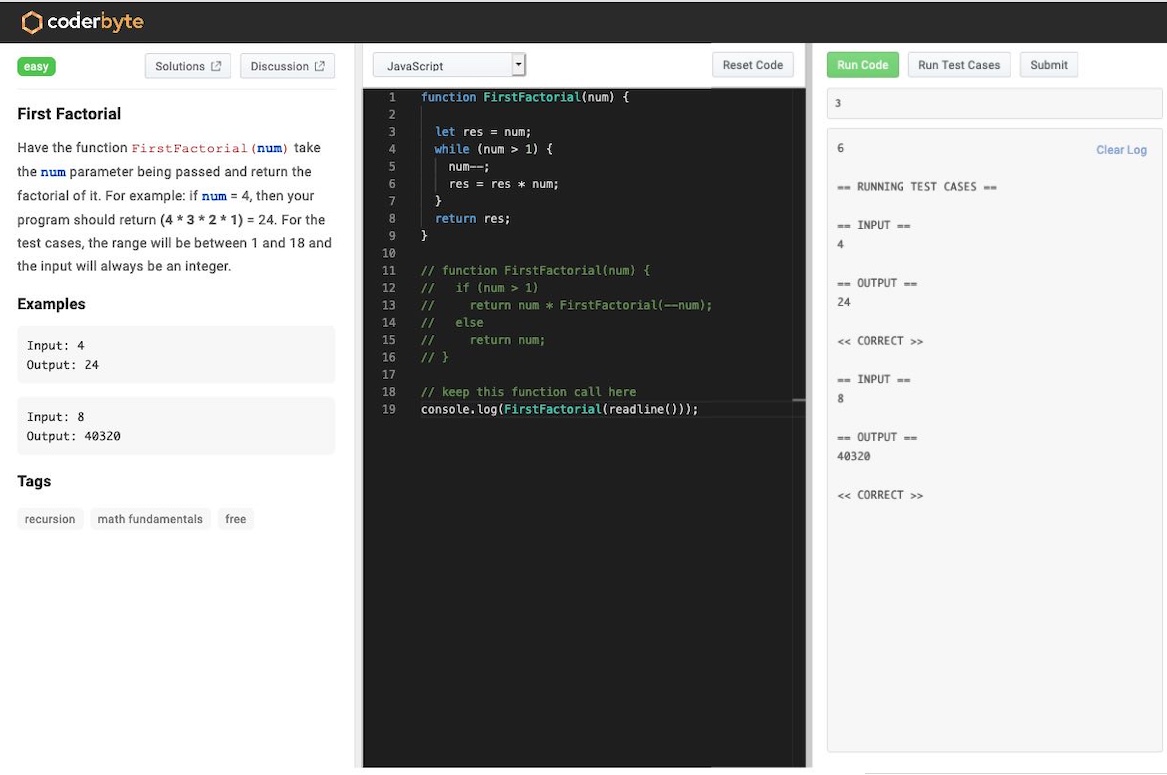 coderbyte
easy
Solutions
Discussion
First Factorial
Have the function FirstFactorial(num) take
the num parameter being passed and return the
factorial of it. For example: if num = 4, then your
program should return (4 * 3 * 2 * 1) = 24. For the
test cases, the range will be between 1 and 18 and
the input will always be an integer.
Examples
Input: 4
Output: 24
Input: 8
Output: 40320
Tags
recursion
math fundamentals
free
JavaScript
Reset Code
1 function FirstFactorial(num) {
2
3   let res = num;
4   while (num > 1) {
5     num--;
6     res = res * num;
7   }
8   return res;
9 }
10
11 // function FirstFactorial(num) {
12 //   if (num > 1)
13 //     return num * FirstFactorial(--num);
14 //   else
15 //     return num;
16 // }
17
18 // keep this function call here
19 console.log(FirstFactorial(readline()));
Run Code
Run Test Cases
Submit
3
6
Clear Log
== RUNNING TEST CASES ==
== INPUT ==
4
== OUTPUT ==
24
<< CORRECT >>
== INPUT ==
8
== OUTPUT ==
40320
<< CORRECT >>